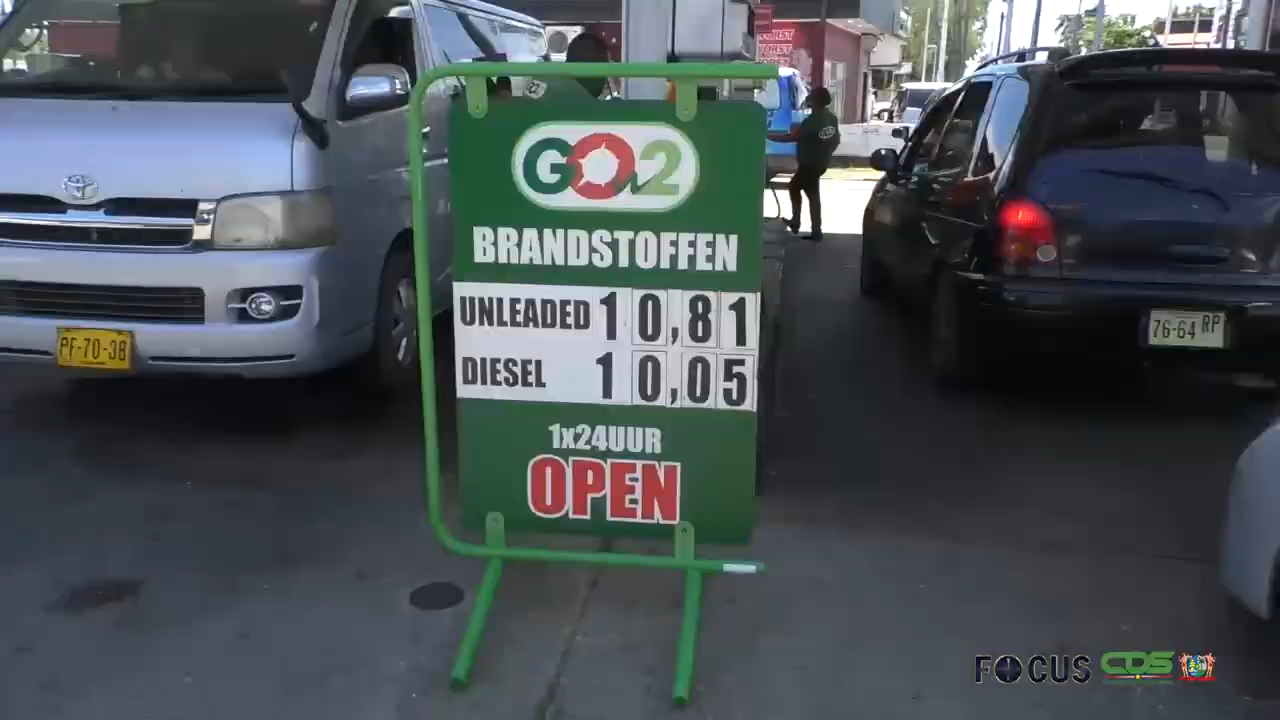 GO2
BRANDSTOFFEN
UNLEADED 10,81
DIESEL 10,05
1x24UUR
OPEN
PF-70-38
76-64 RP
FOCUS CDS